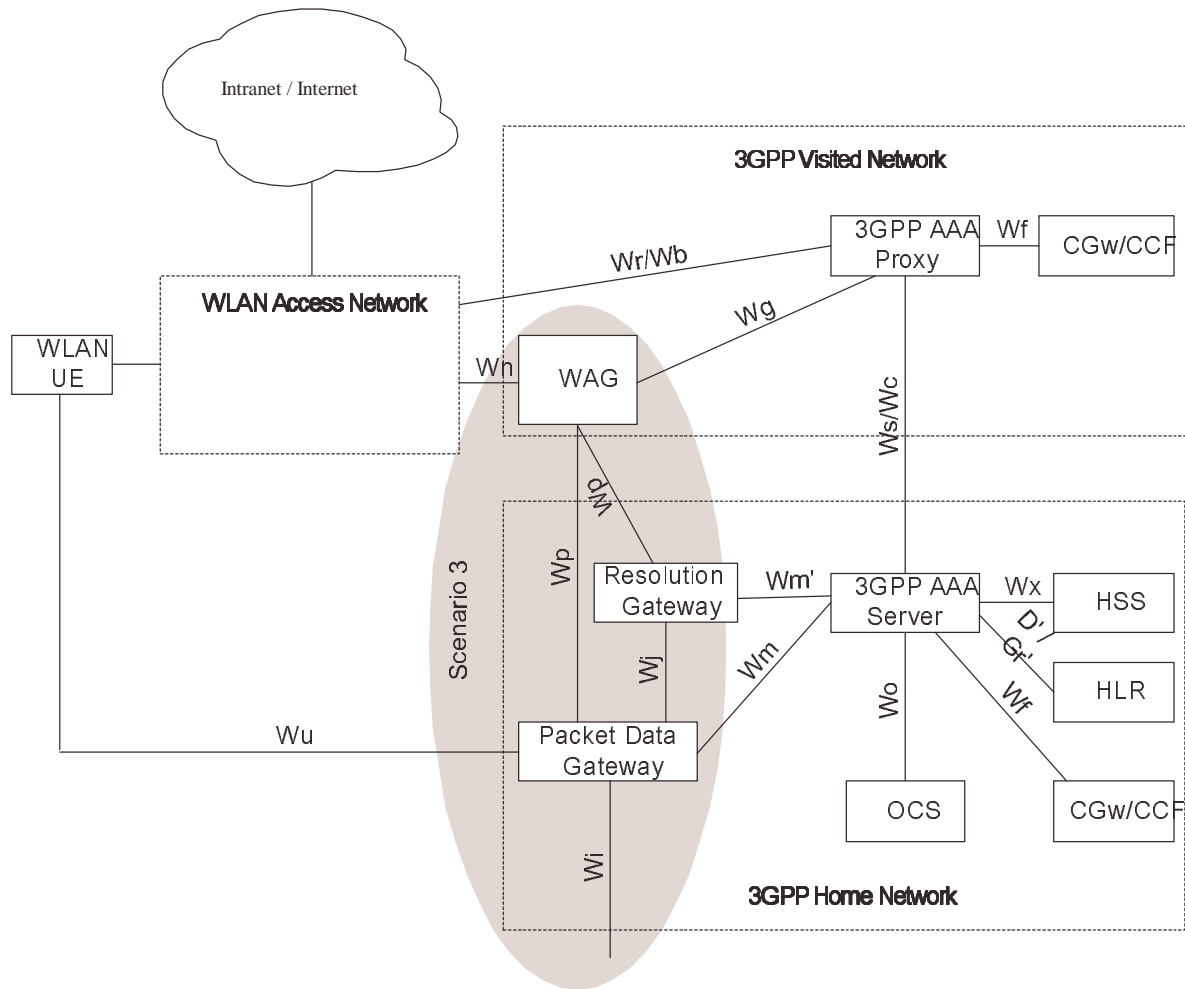 Intranet / Internet
3GPP Visited Network
3GPP AAA
Proxy
Wf
CGw/CCF
Wr/Wb
WLAN Access Network
Wg
WLAN
UE
Wn
WAG
Ws/Wc
Wp
Wp
Scenario 3
Resolution
Gateway
Wm'
3GPP AAA
Server
Wx
HSS
D'
Gr'
Wj
Wm
Wo
Wf
HLR
Wu
Packet Data
Gateway
OCS
CGw/CCF
Wi
3GPP Home Network